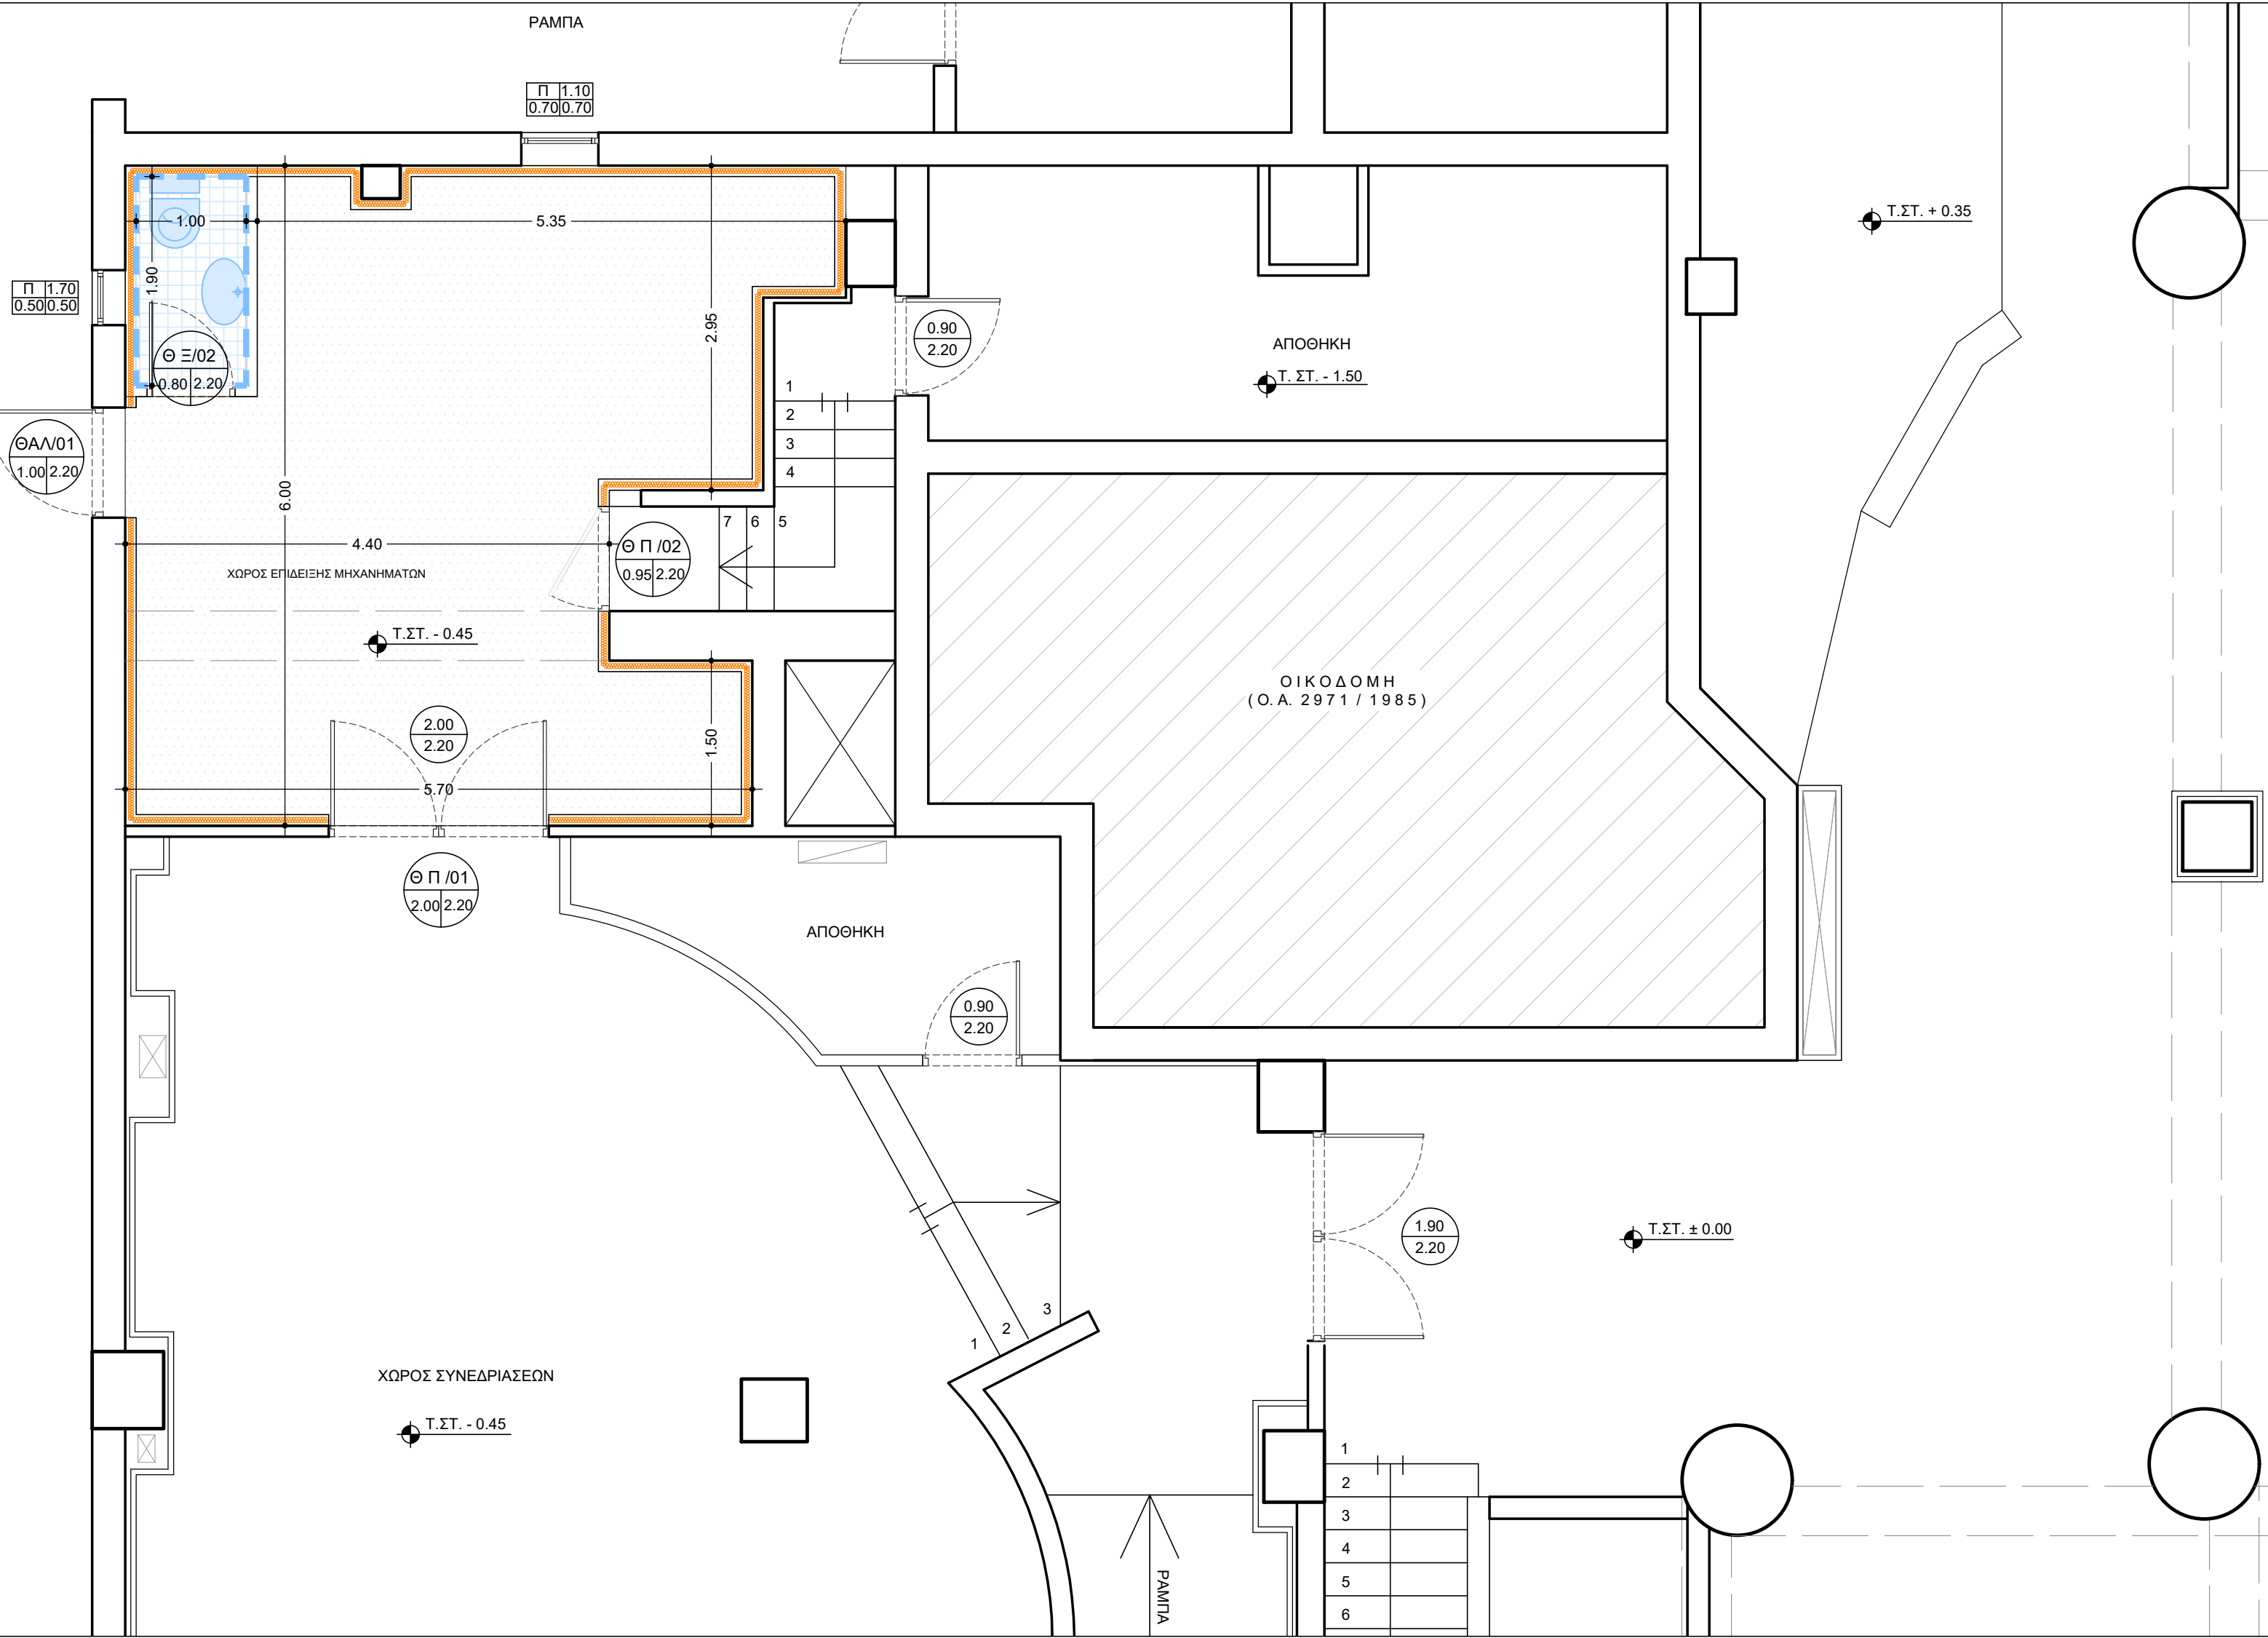 ΡΑΜΠΑ
Π 1.10
0.70 0.70
1.00
5.35
Τ.ΣΤ. + 0.35
1.90
Π 1.70
0.50 0.50
2.95
0.90
2.20
ΑΠΟΘΗΚΗ
Τ. ΣΤ. - 1.50
Θ Ξ/02
0.80 2.20
1
2
3
4
ΘΑΛ/01
1.00 2.20
6.00
7 6 5
4.40
Θ Π /02
0.95 2.20
ΧΩΡΟΣ ΕΠΙΔΕΙΞΗΣ ΜΗΧΑΝΗΜΑΤΩΝ
Τ.ΣΤ. - 0.45
ΟΙΚΟΔΟΜΗ
(Ο.Α. 2971 / 1985)
2.00
2.20
1.50
5.70
Θ Π /01
2.00 2.20
ΑΠΟΘΗΚΗ
0.90
2.20
1.90
2.20
Τ.ΣΤ. ± 0.00
3
2
1
ΧΩΡΟΣ ΣΥΝΕΔΡΙΑΣΕΩΝ
Τ.ΣΤ. - 0.45
1
2
3
4
5
6
ΡΑΜΠΑ